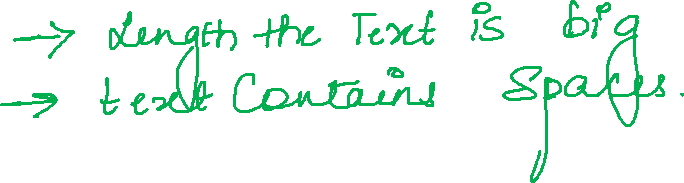 → Length the Text is big
→ text Contains Spaces.